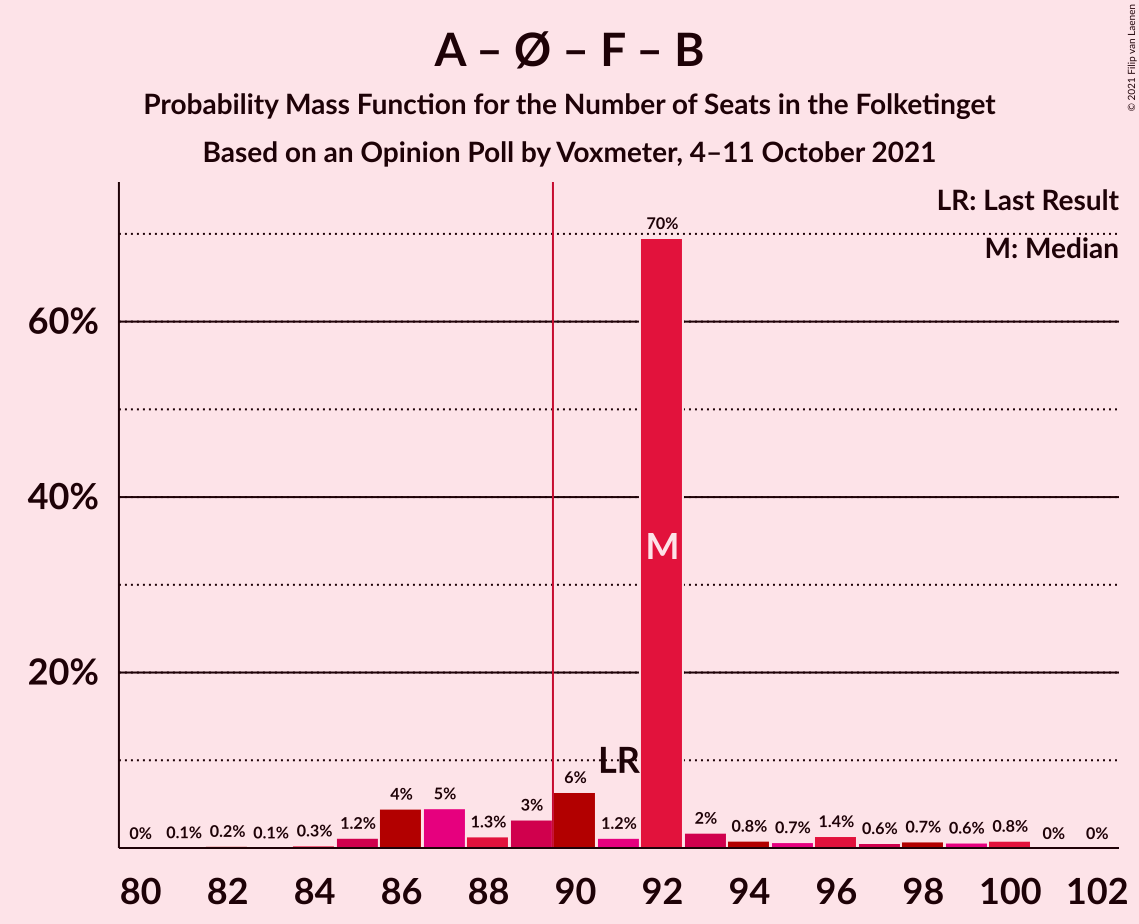 A – Ø – F – B
Probability Mass Function for the Number of Seats in the Folketinget
Based on an Opinion Poll by Voxmeter, 4–11 October 2021
© 2021 Filip van Laenen
LR: Last Result
M: Median
60%
40%
20%
0%
0.1%
0.2%
0.1%
0.3%
1.2%
4%
5%
1.3%
3%
6%
1.2%
70%
2%
0.8%
0.7%
1.4%
0.6%
0.7%
0.6%
0.8%
0%
0%
LR
M
80 82 84 86 88 90 92 94 96 98 100 102